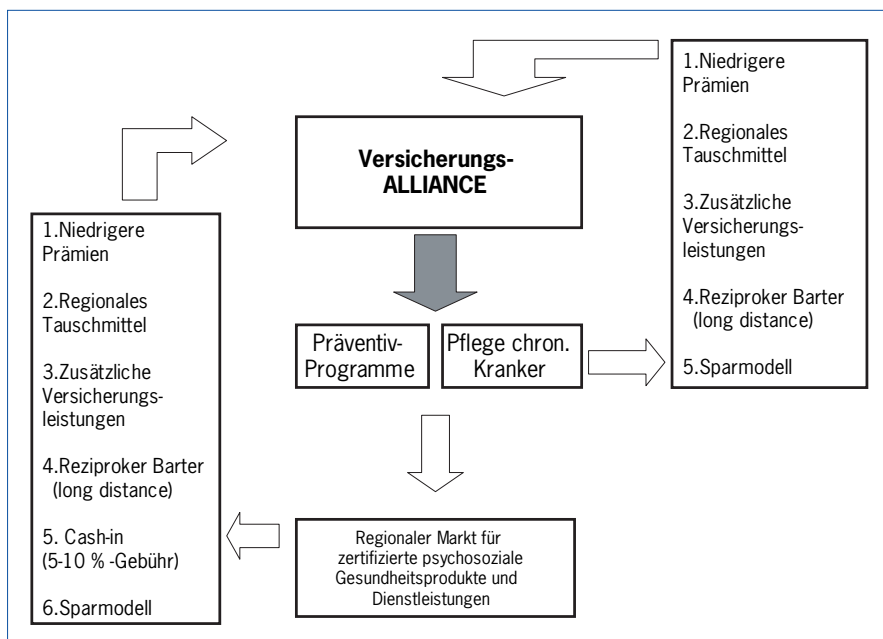 Versicherungs-
ALLIANCE
Präventiv-
Programme
Pflege chron.
Kranker
1.Niedrigere
Prämien
2.Regionales
Tauschmittel
3.Zusätzliche
Versicherungs-
leistungen
4.Reziproker Barter
(long distance)
5.Sparmodell
Regionaler Markt für
zertifizierte psychosoziale
Gesundheitsprodukte und
Dienstleistungen
1.Niedrigere
Prämien
2.Regionales
Tauschmittel
3.Zusätzliche
Versicherungs-
leistungen
4.Reziproker Barter
(long distance)
5. Cash-in
(5-10 % -Gebühr)
6.Sparmodell